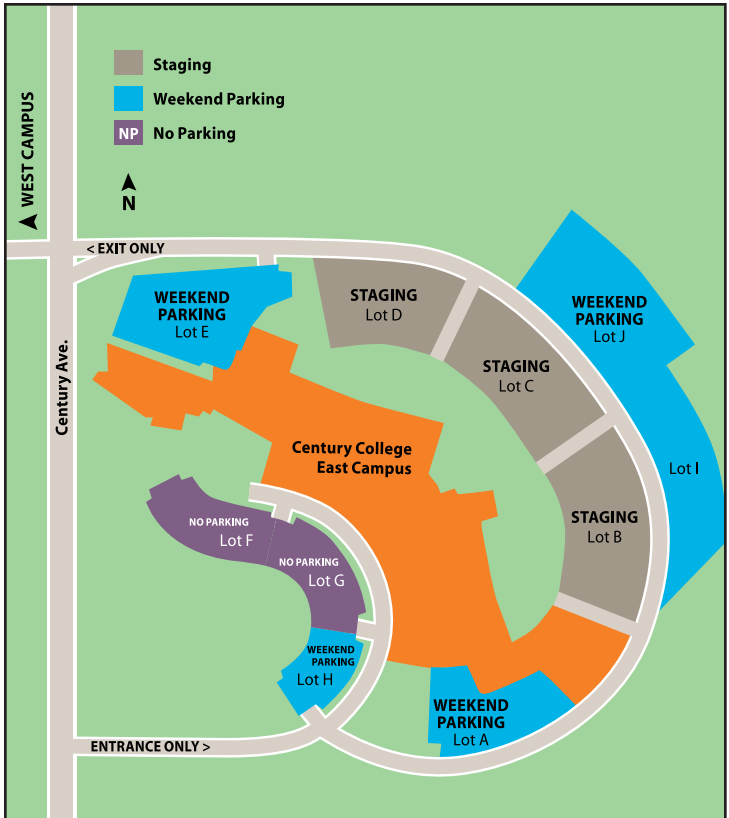 Staging
Weekend Parking
NP No Parking
WEST CAMPUS
N
< EXIT ONLY
WEEKEND
PARKING
Lot E
STAGING
Lot D
WEEKEND
PARKING
Lot J
STAGING
Lot C
Century Ave.
Century College
East Campus
Lot I
STAGING
Lot B
NO PARKING
Lot F
NO PARKING
Lot G
WEEKEND
PARKING
Lot H
WEEKEND
PARKING
Lot A
ENTRANCE ONLY >